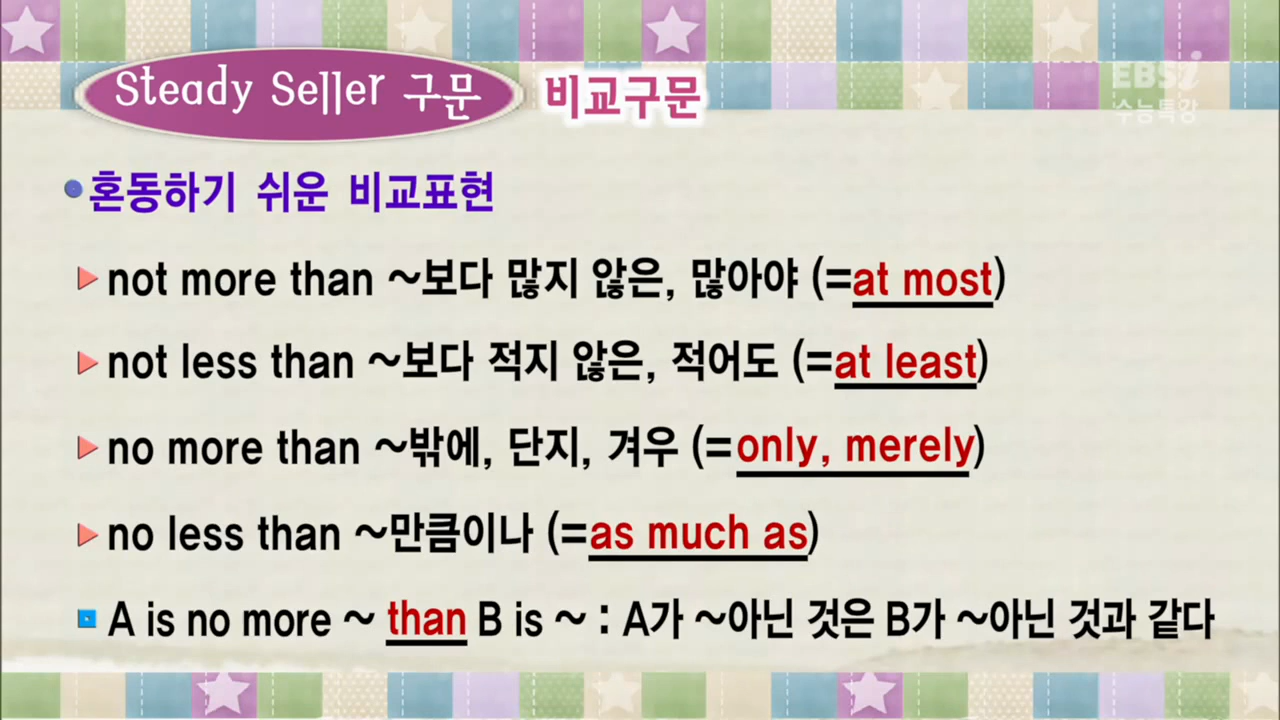 Steady Seller 구문 비교구문
EBSi
수능특강
혼동하기 쉬운 비교표현
not more than ~보다 많지 않은, 많아야 (=at most)
not less than ~보다 적지 않은, 적어도 (=at least)
no more than ~밖에, 단지, 겨우 (=only, merely)
no less than ~만큼이나 (=as much as)
A is no more ~ than B is ~ : A가 ~아닌 것은 B가 ~아닌 것과 같다